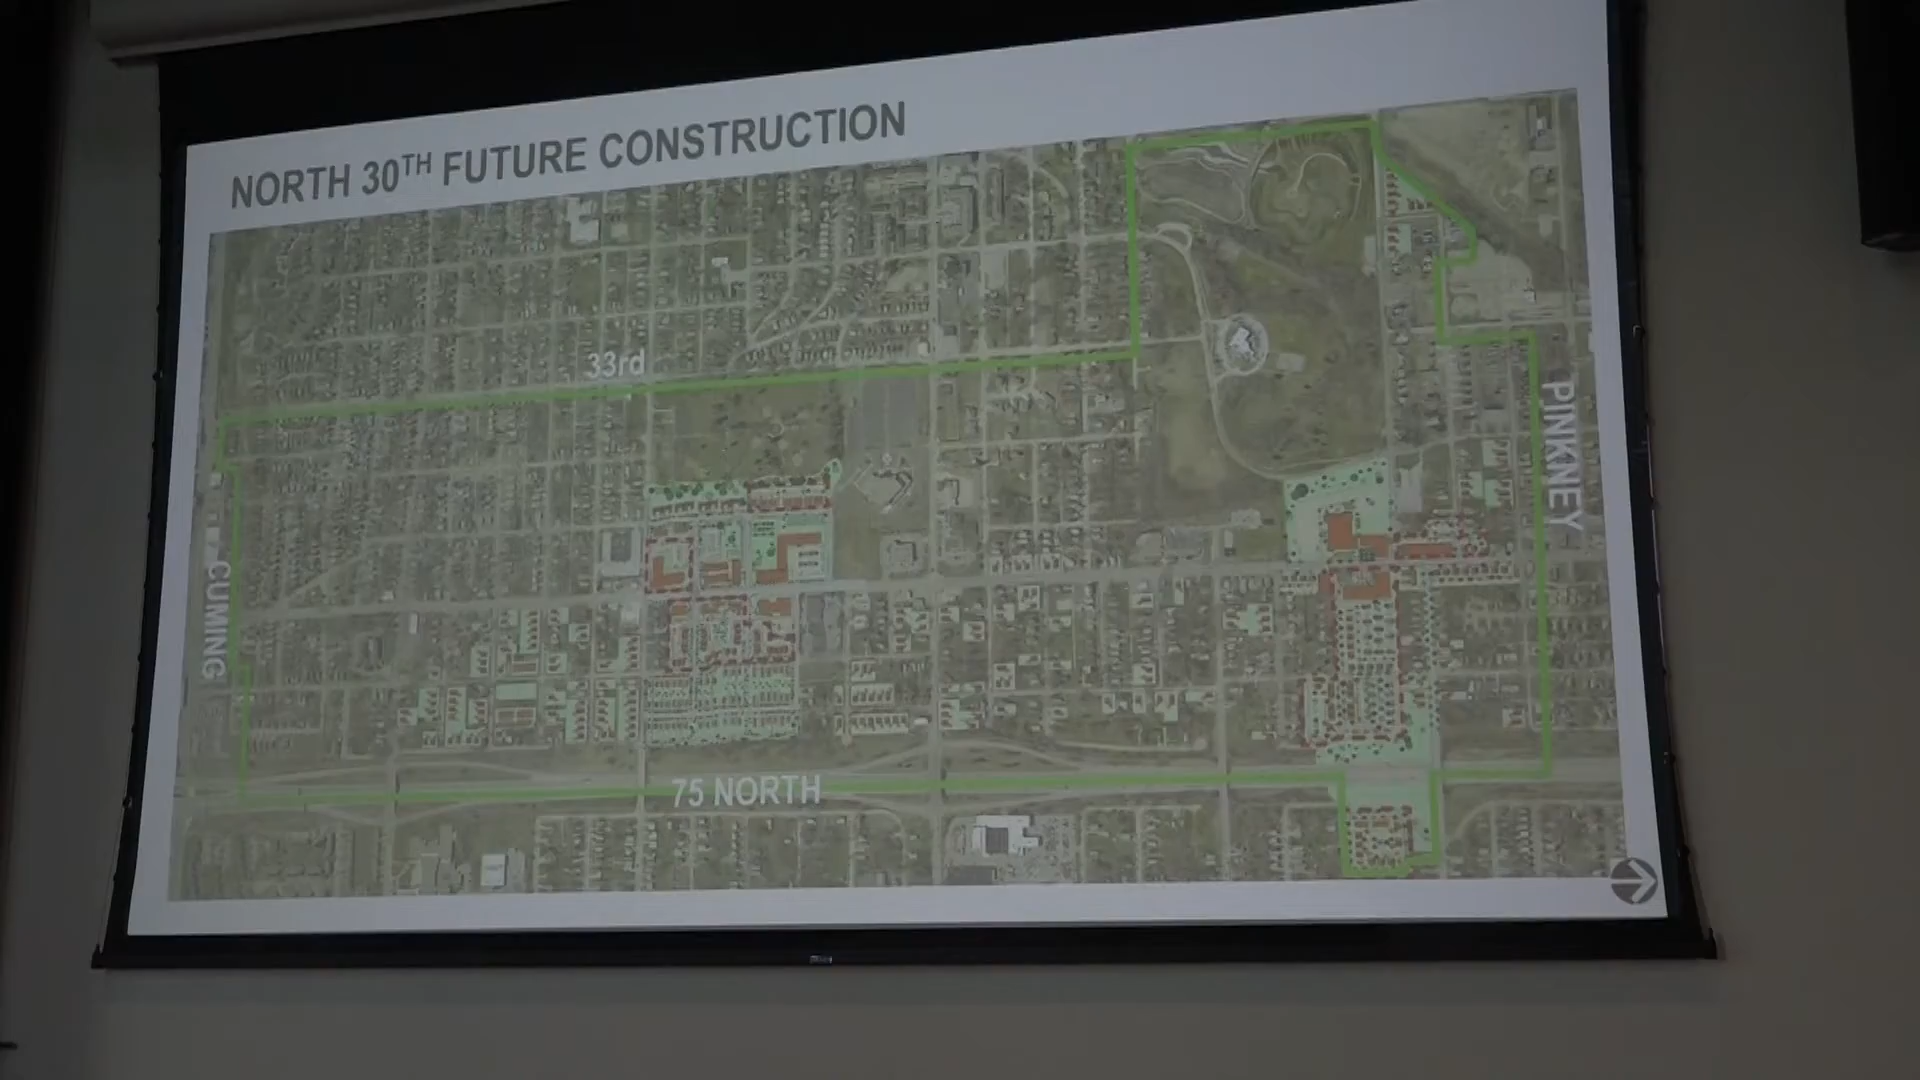 NORTH 30TH FUTURE CONSTRUCTION
33rd
PINKNEY
CUMING
75 NORTH